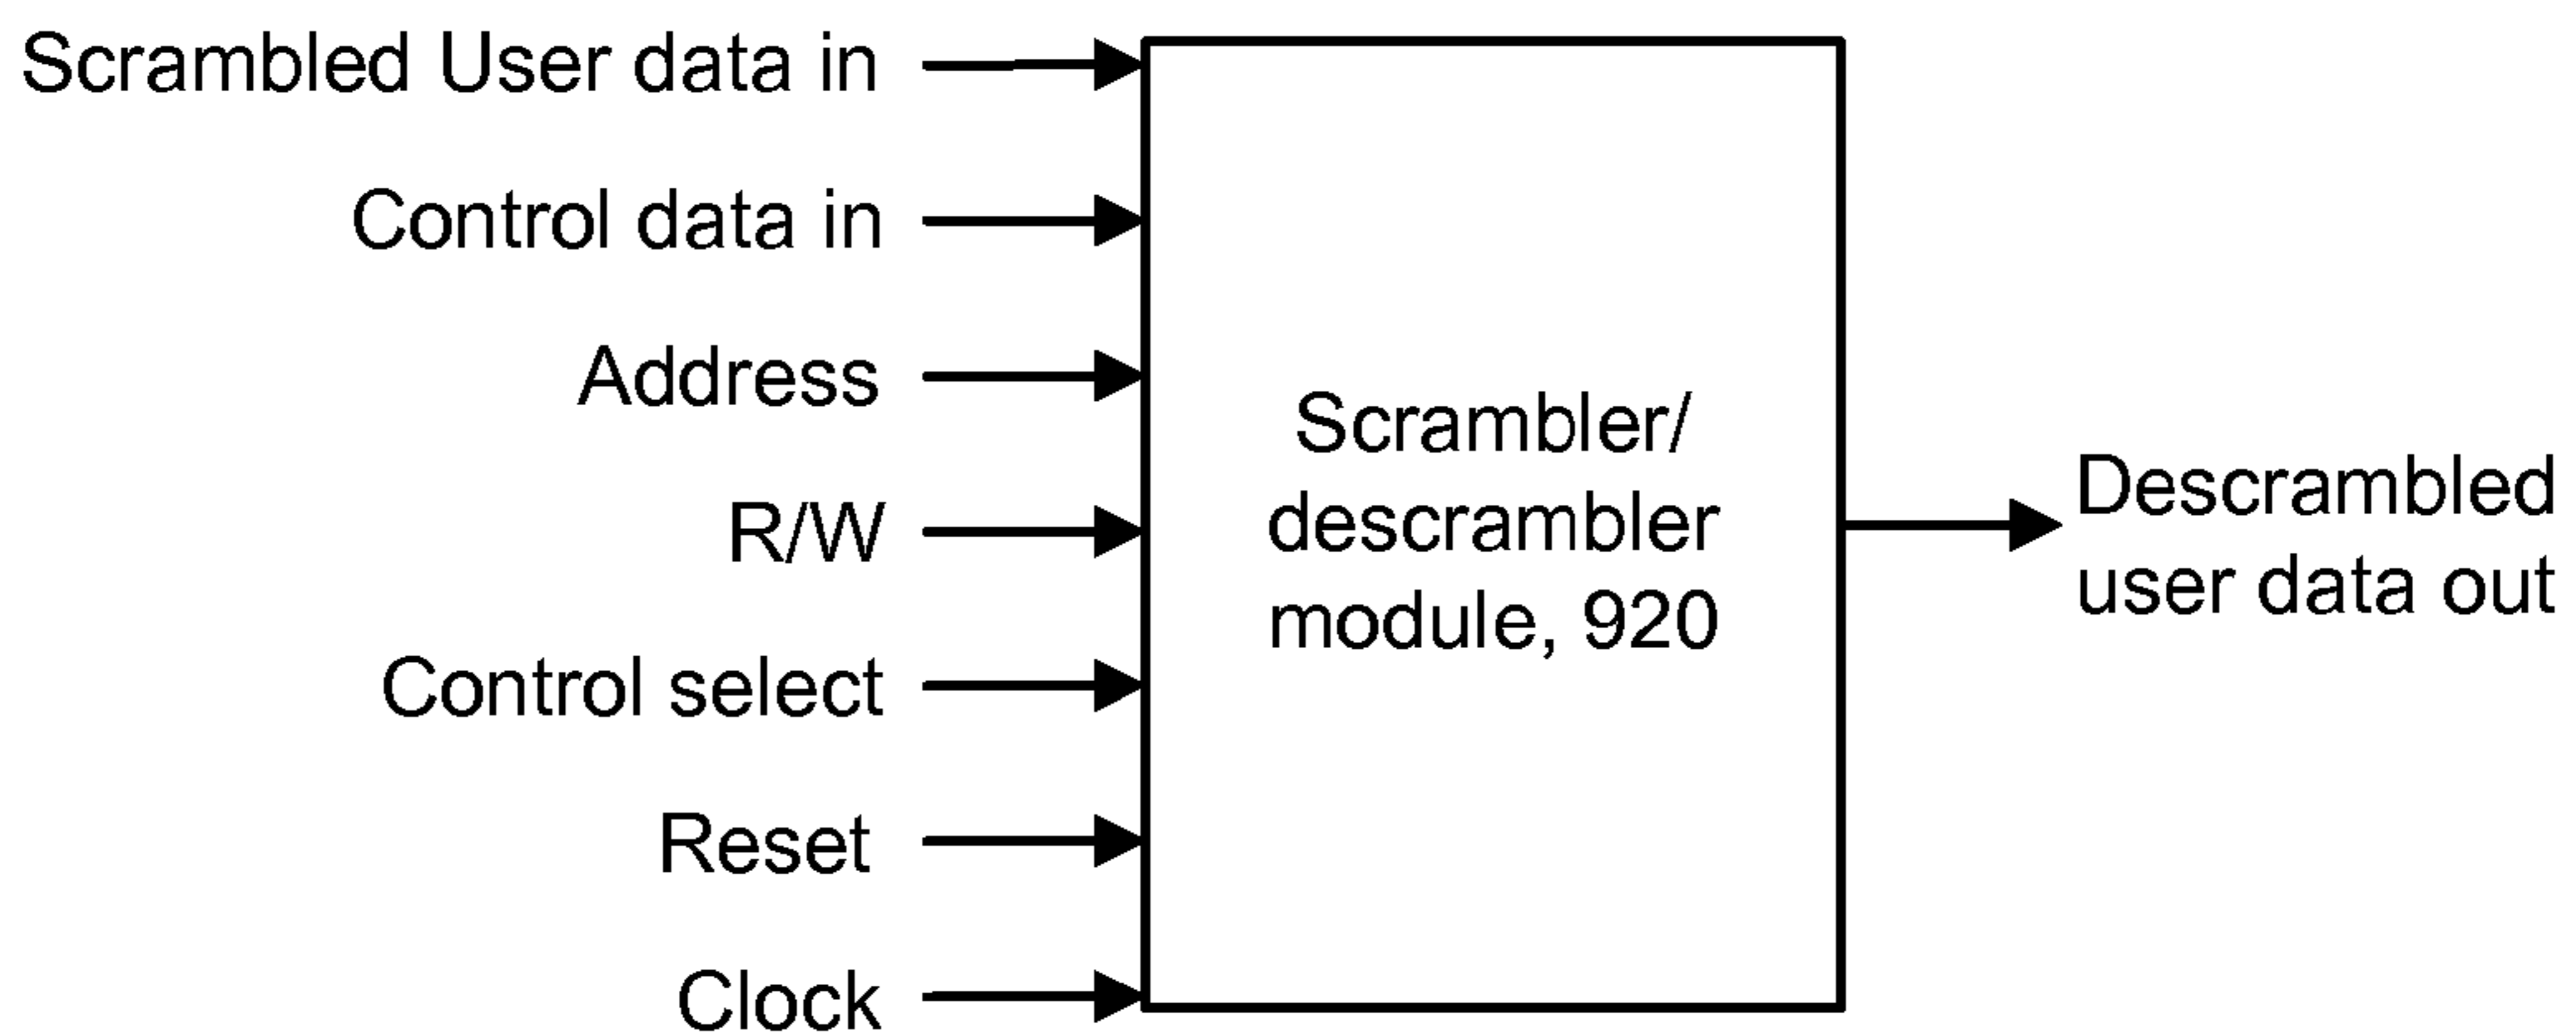 Scrambled User data in
Control data in
Address
R/W
Control select
Reset
Clock
Scrambler/
descrambler
module, 920
Descrambled
user data out